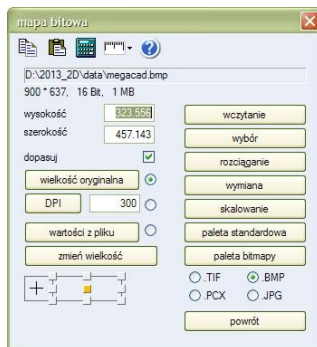 mapa bitowa
D:\2013_2D\data\megacad.bmp
900 * 637, 16 Bit, 1 MB
wysokość 323.556
szerokość 457.143
dopasuj
wielkość oryginalna
DPI 300
wartości z pliku
zmień wielkość
wczytanie
wybór
rozciąganie
wymiana
skalowanie
paleta standardowa
paleta bitmapy
.TIF .BMP
.PCX .JPG
powrót